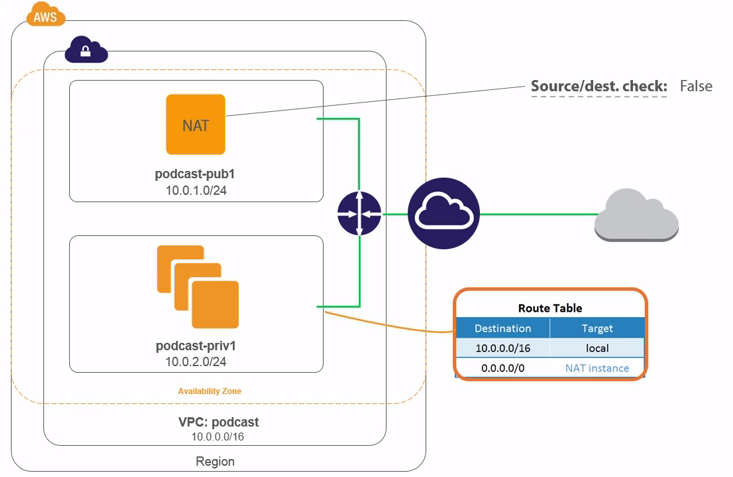 AWS
Source/dest. check: False
NAT
podcast-pub1
10.0.1.0/24
podcast-priv1
10.0.2.0/24
Route Table
Destination Target
10.0.0.0/16 local
0.0.0.0/0 NAT instance
Availability Zone
VPC: podcast
10.0.0.0/16
Region